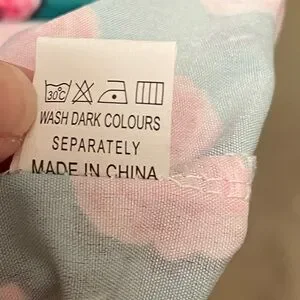 30°C
WASH DARK COLOURS
SEPARATELY
MADE IN CHINA